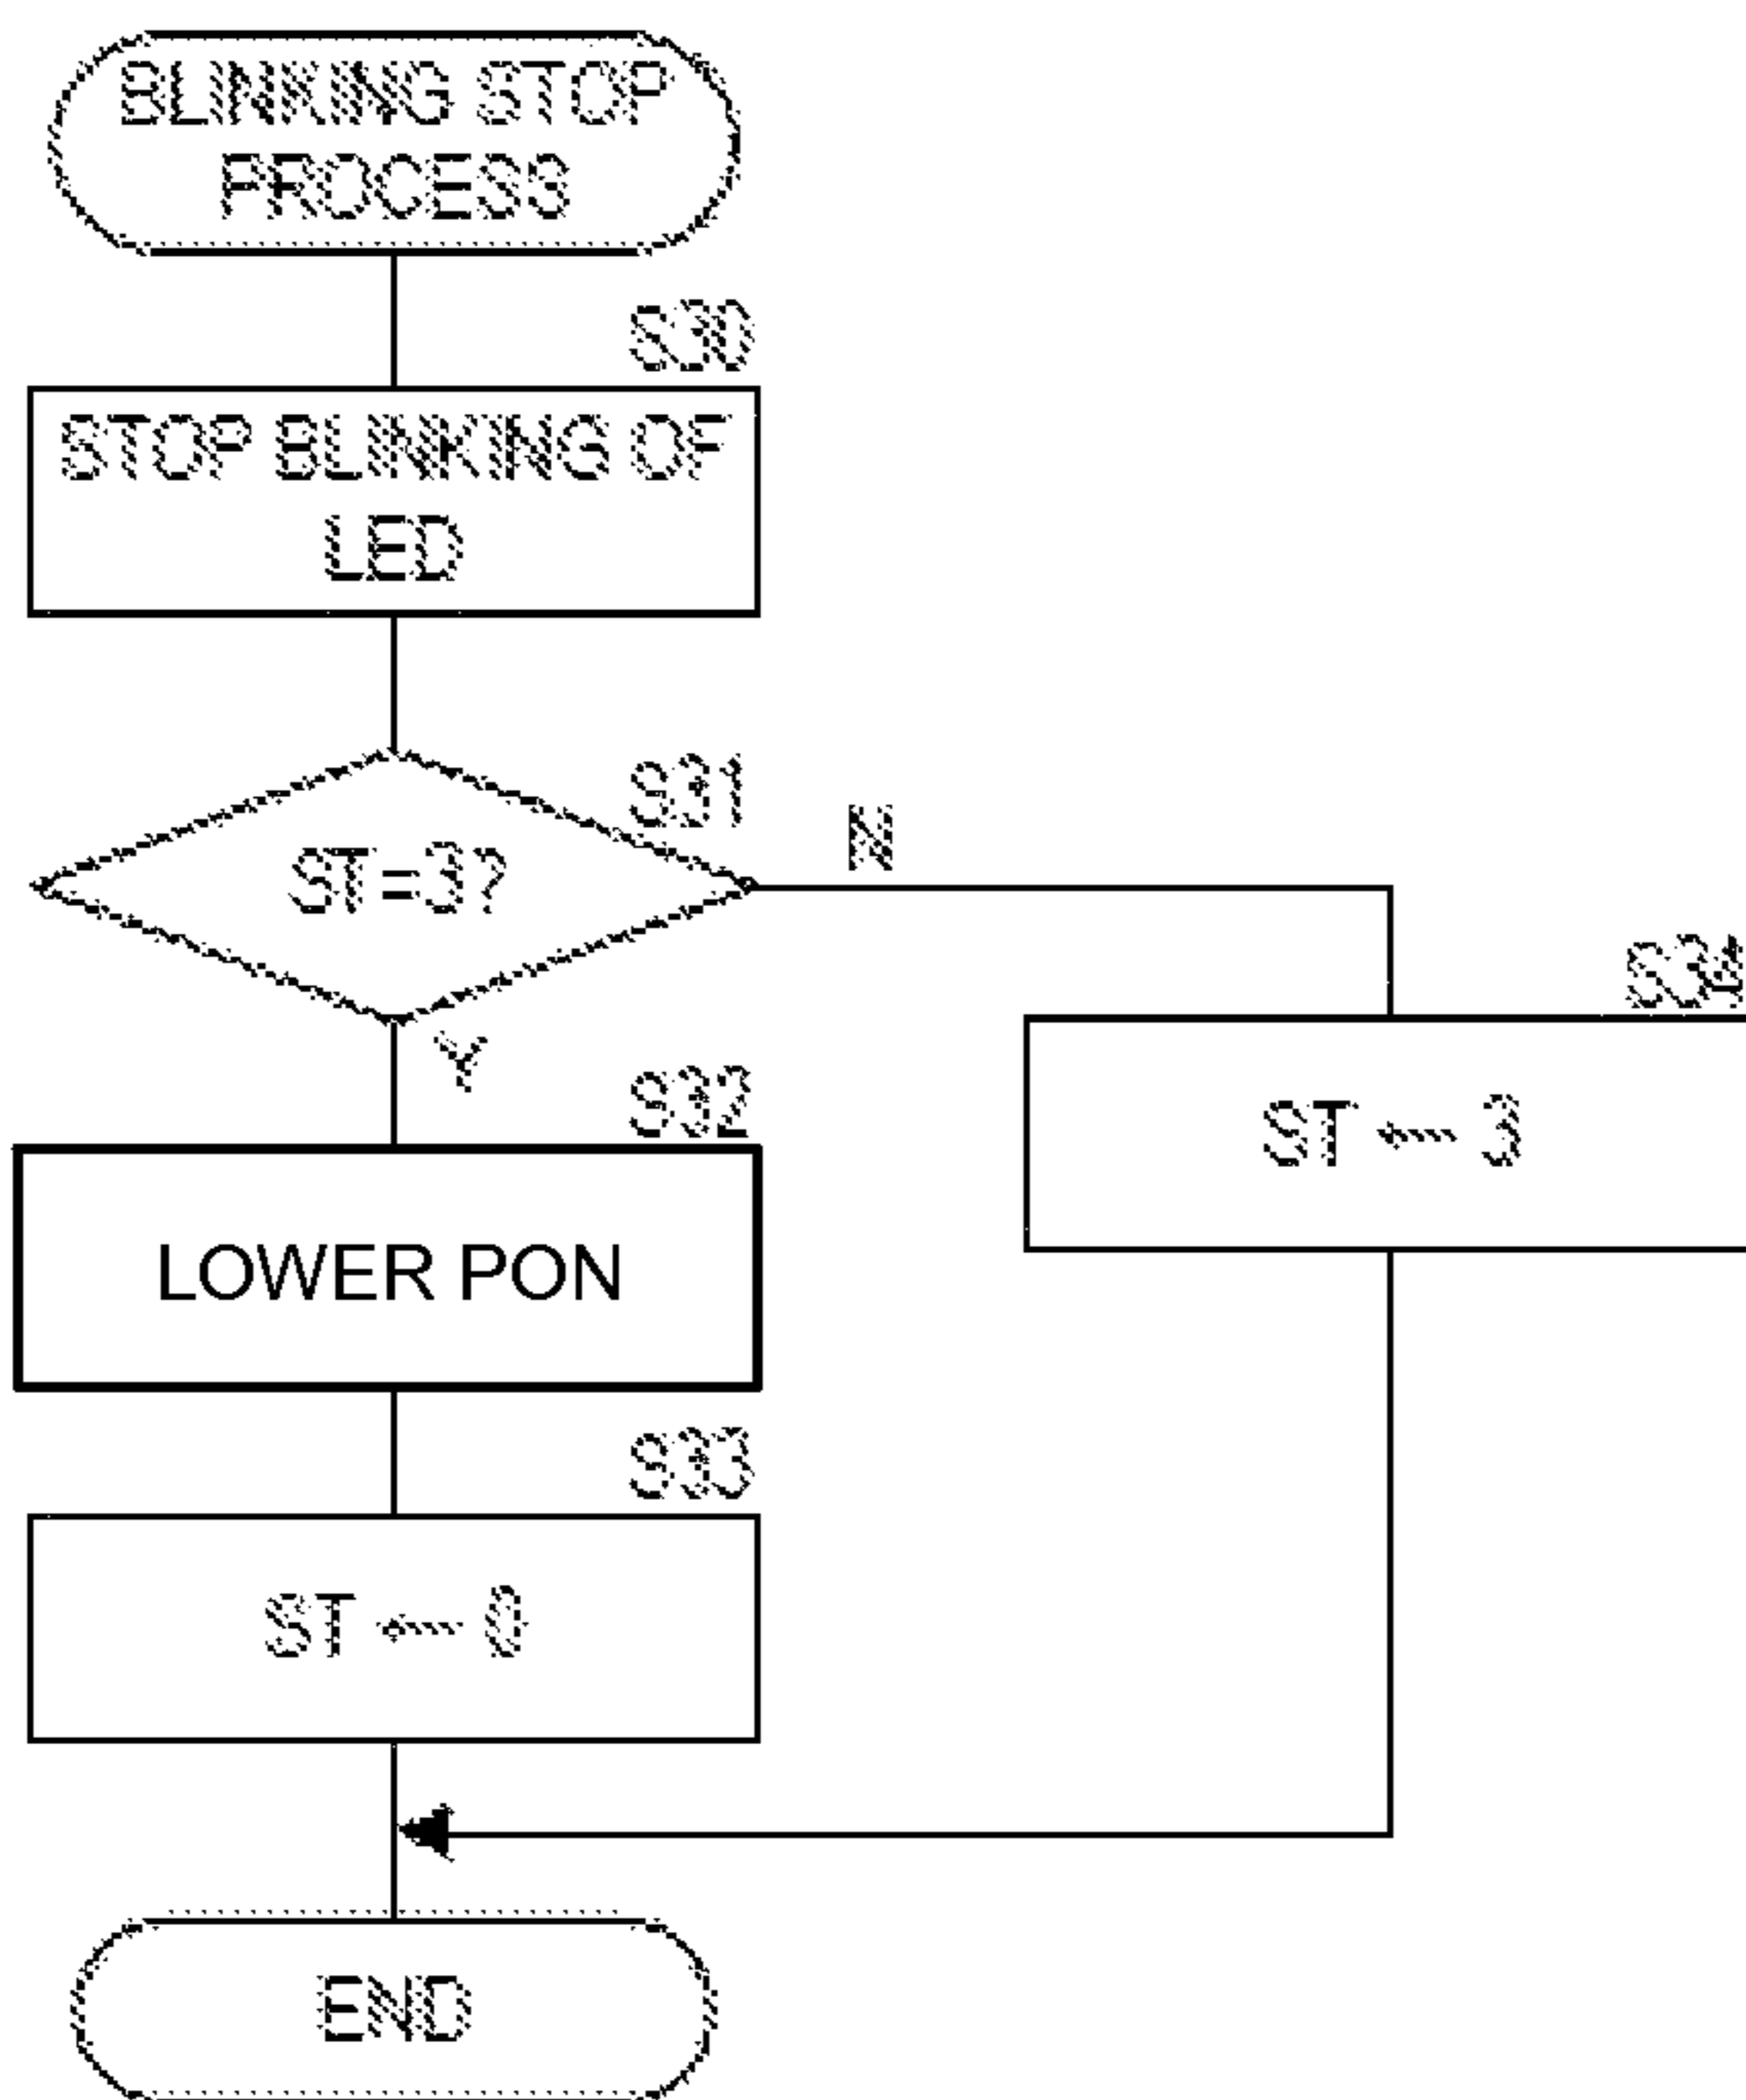 BLINKING STOP
PROCESS
S30
STOP BLINKING OF
LED
S31
ST=3?
N
Y
S34
ST ← 3
S32
LOWER PON
S33
ST ← 0
END